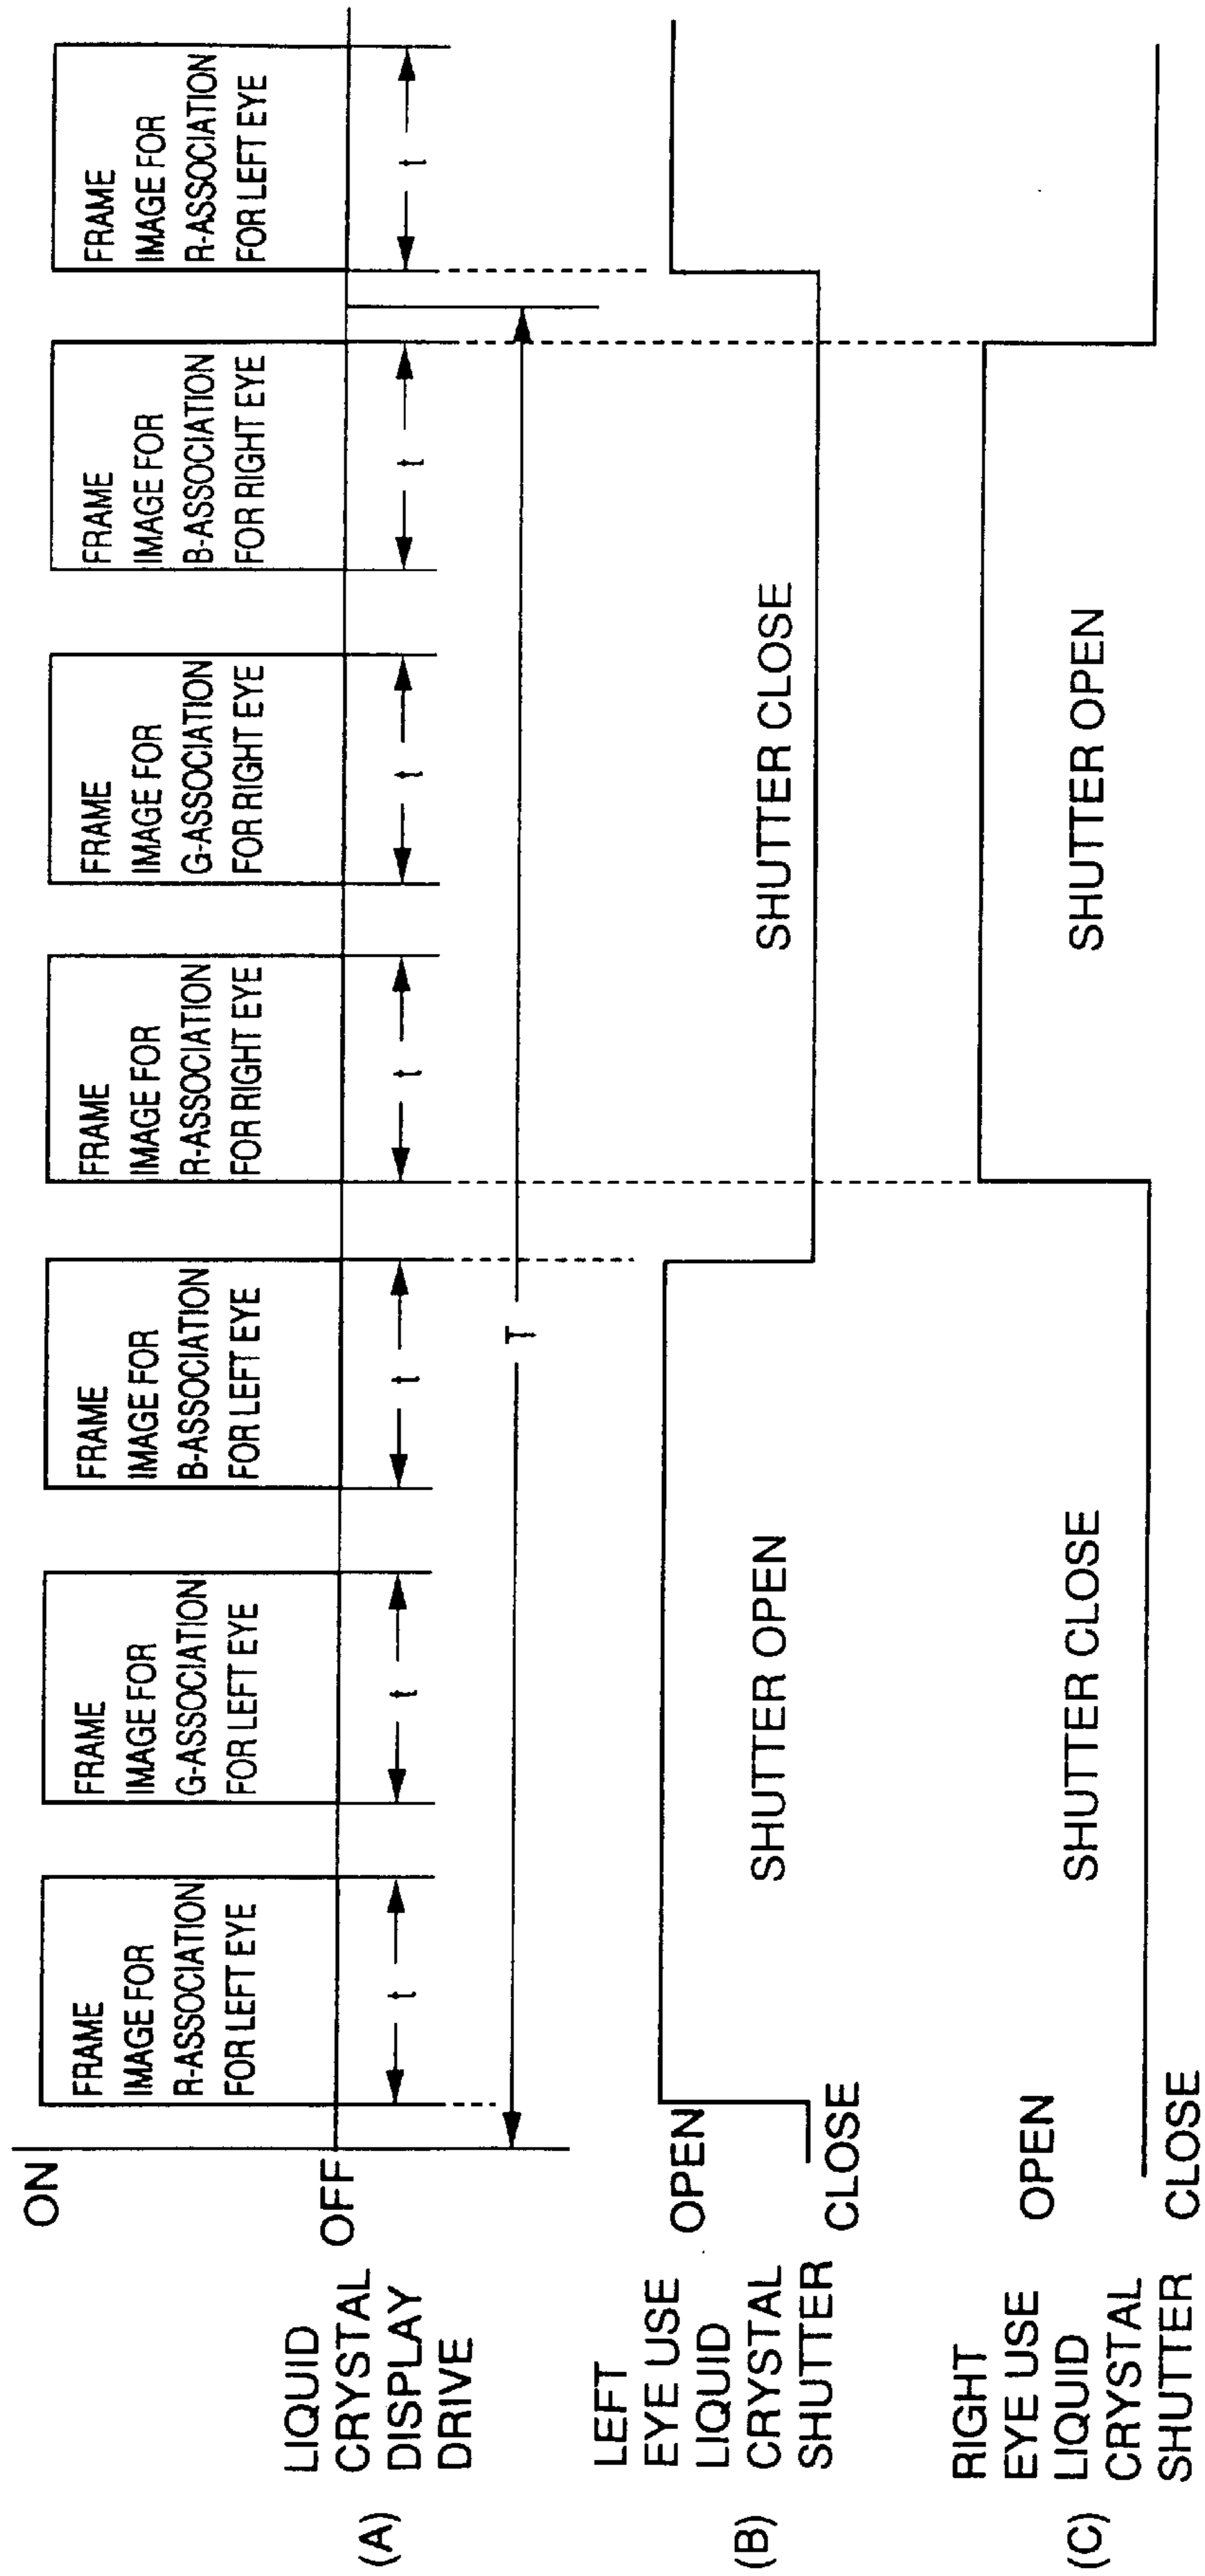 ON
OFF
(A)
LIQUID
CRYSTAL
DISPLAY
DRIVE
FRAME
IMAGE FOR
R-ASSOCIATION
FOR LEFT EYE
FRAME
IMAGE FOR
G-ASSOCIATION
FOR LEFT EYE
FRAME
IMAGE FOR
B-ASSOCIATION
FOR LEFT EYE
FRAME
IMAGE FOR
R-ASSOCIATION
FOR RIGHT EYE
FRAME
IMAGE FOR
G-ASSOCIATION
FOR RIGHT EYE
FRAME
IMAGE FOR
B-ASSOCIATION
FOR RIGHT EYE
FRAME
IMAGE FOR
R-ASSOCIATION
FOR LEFT EYE
t
t
t
t
t
t
t
T
(B)
LEFT
EYE USE
LIQUID
CRYSTAL
SHUTTER
OPEN
CLOSE
SHUTTER OPEN
SHUTTER CLOSE
(C)
RIGHT
EYE USE
LIQUID
CRYSTAL
SHUTTER
OPEN
CLOSE
SHUTTER CLOSE
SHUTTER OPEN